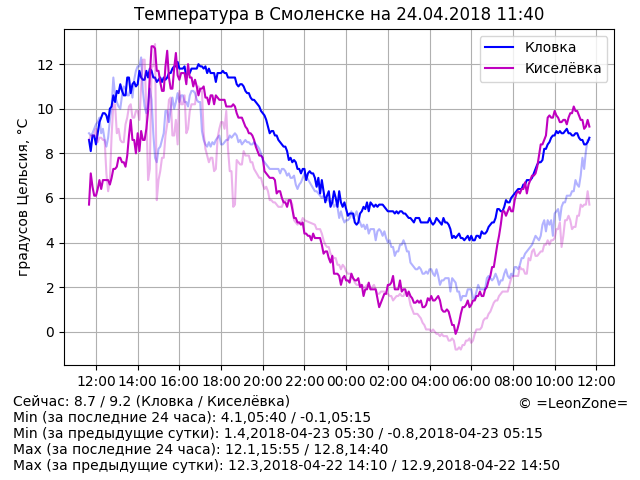 Температура в Смоленске на 24.04.2018 11:40
Кловка
Киселёвка
градусов Цельсия, °C
12
10
8
6
4
2
0
12:00 14:00 16:00 18:00 20:00 22:00 00:00 02:00 04:00 06:00 08:00 10:00 12:00
Сейчас: 8.7 / 9.2 (Кловка / Киселёвка)
© =LeonZone=
Min (за последние 24 часа): 4.1,05:40 / -0.1,05:15
Min (за предыдущие сутки): 1.4,2018-04-23 05:30 / -0.8,2018-04-23 05:15
Max (за последние 24 часа): 12.1,15:55 / 12.8,14:40
Max (за предыдущие сутки): 12.3,2018-04-22 14:10 / 12.9,2018-04-22 14:50